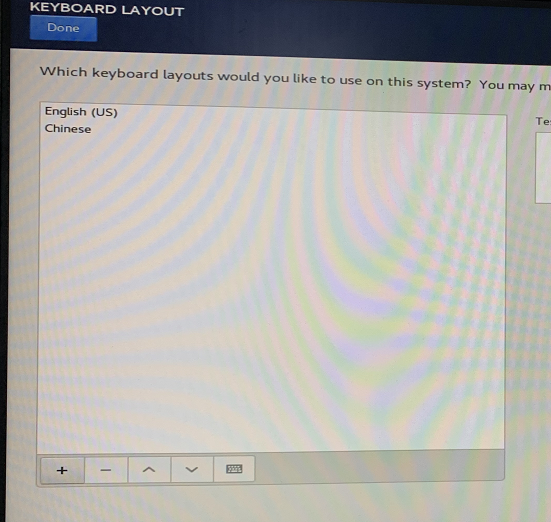 KEYBOARD LAYOUT
Done
Which keyboard layouts would you like to use on this system? You may m
Te
English (US)
Chinese
+
−